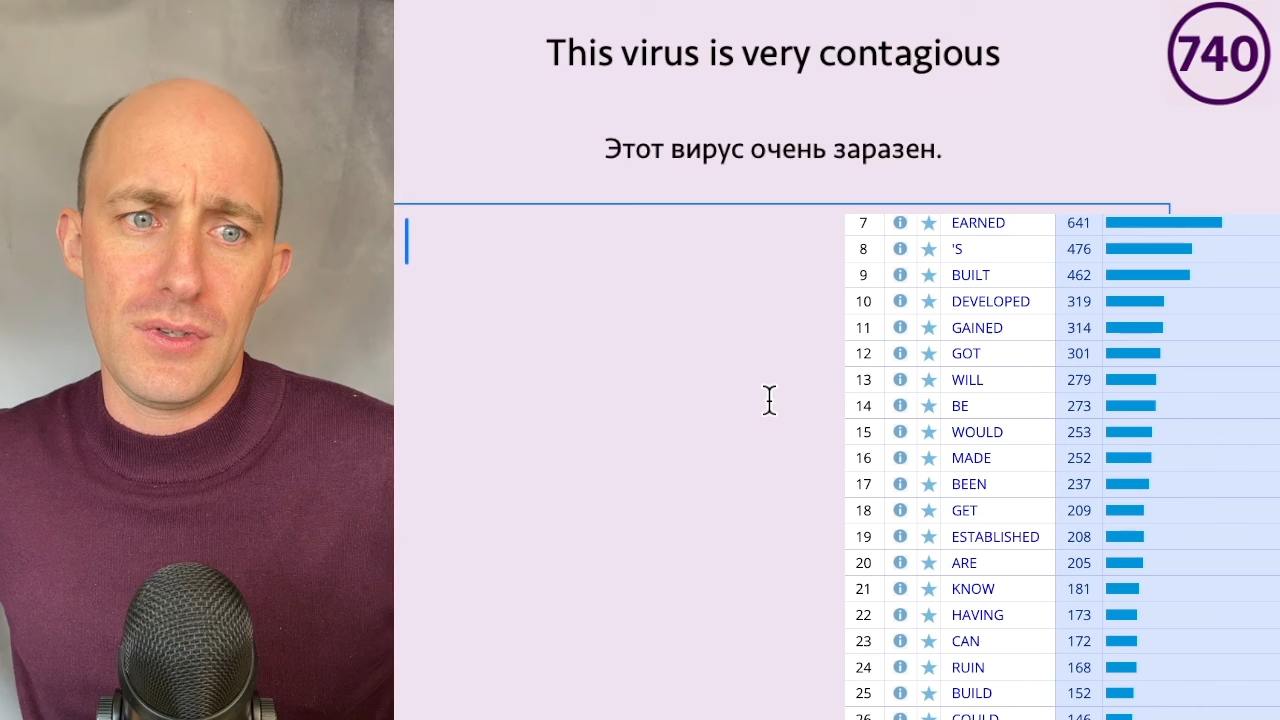 This virus is very contagious
740
Этот вирус очень заразен.
7 EARNED 641
8 'S 476
9 BUILT 462
10 DEVELOPED 319
11 GAINED 314
12 GOT 301
13 WILL 279
14 BE 273
15 WOULD 253
16 MADE 252
17 BEEN 237
18 GET 209
19 ESTABLISHED 208
20 ARE 205
21 KNOW 181
22 HAVING 173
23 CAN 172
24 RUIN 168
25 BUILD 152
26 COULD 146